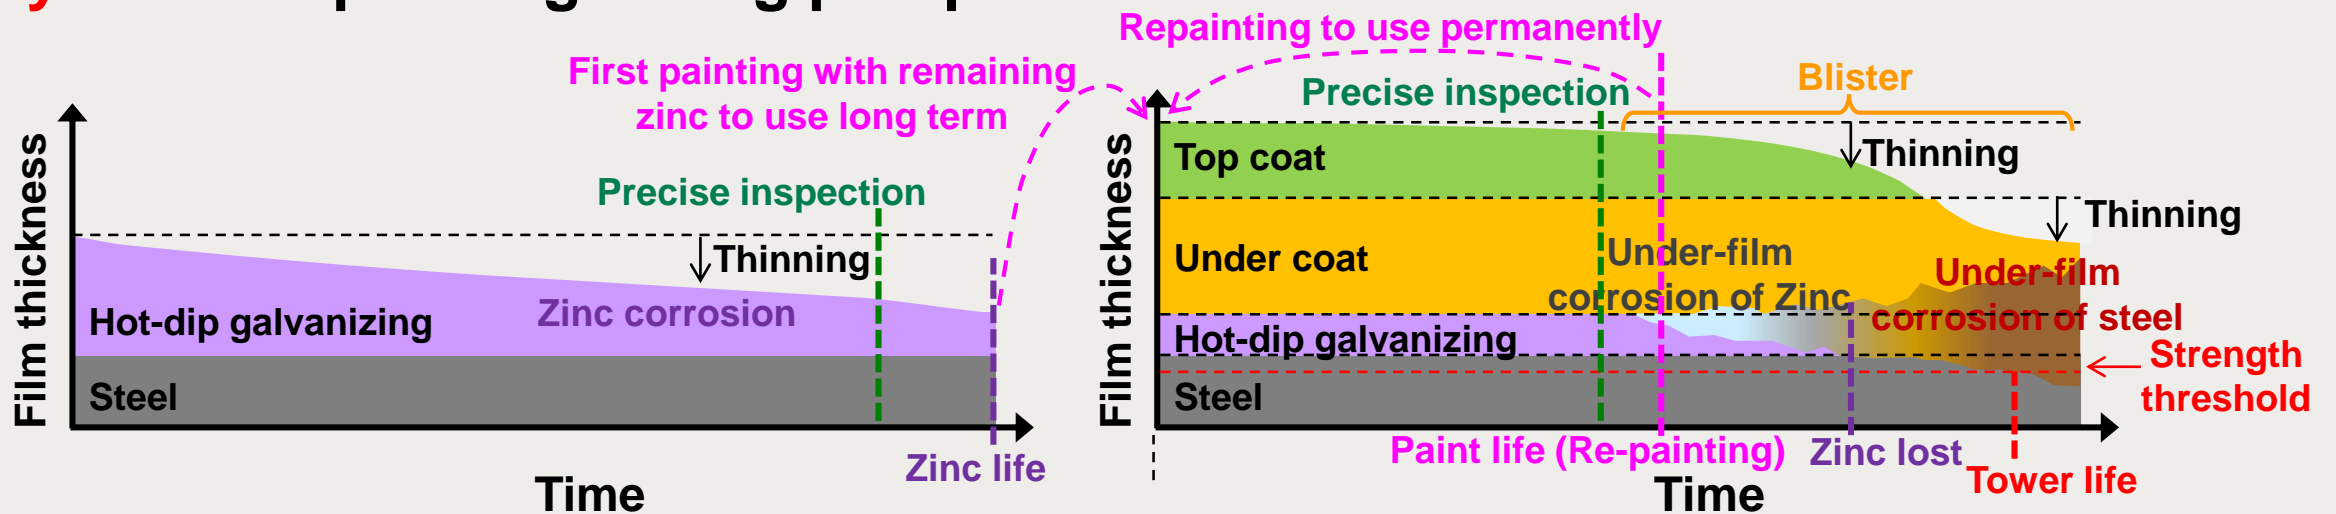 Repainting to use permanently
First painting with remaining
zinc to use long term
Precise inspection
Blister
Film thickness
Precise inspection
Thinning
Zinc corrosion
Hot-dip galvanizing
Steel
Zinc life
Time
Film thickness
Top coat
Thinning
Thinning
Under coat
Under-film
corrosion of Zinc
Under-film
corrosion of steel
Hot-dip galvanizing
Strength
threshold
Steel
Paint life (Re-painting)
Zinc lost
Tower life
Time